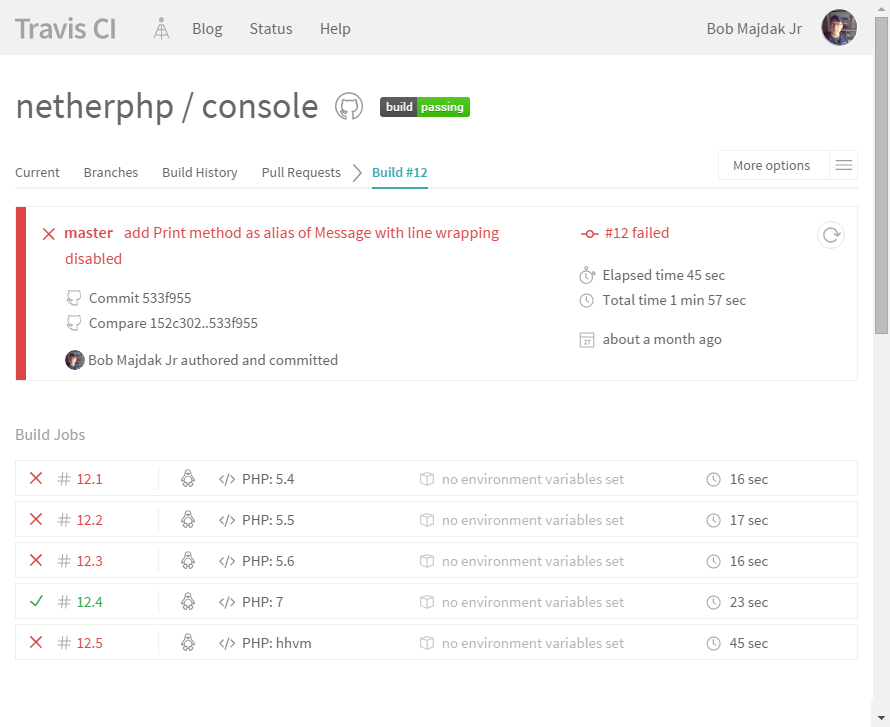 Travis CI Blog Status Help Bob Majdak Jr
netherphp / console build passing
Current Branches Build History Pull Requests Build #12 More options
master add Print method as alias of Message with line wrapping
disabled
#12 failed
Commit 533f955
Compare 152c302..533f955
Bob Majdak Jr authored and committed
Elapsed time 45 sec
Total time 1 min 57 sec
27 about a month ago
Build Jobs
# 12.1 </> PHP: 5.4 no environment variables set 16 sec
# 12.2 </> PHP: 5.5 no environment variables set 17 sec
# 12.3 </> PHP: 5.6 no environment variables set 16 sec
# 12.4 </> PHP: 7 no environment variables set 23 sec
# 12.5 </> PHP: hhvm no environment variables set 45 sec